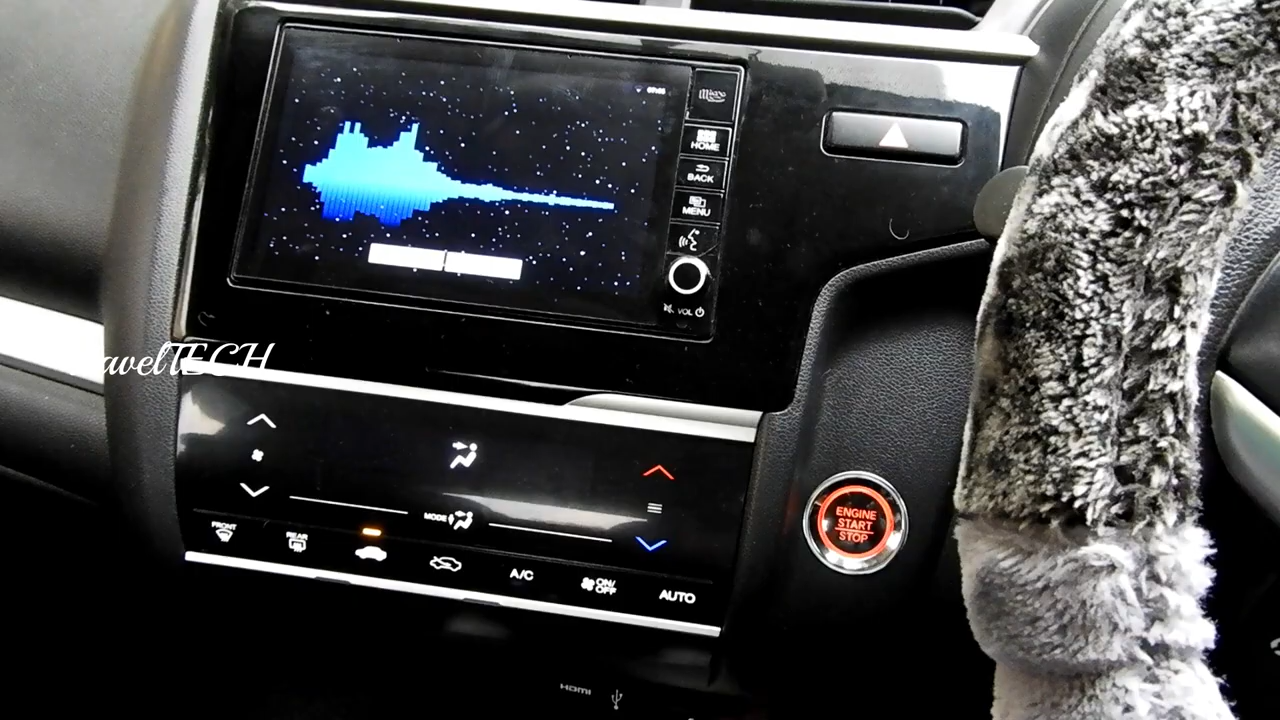 HOME
BACK
MENU
VOL
avelTECH
MODE
FRONT
REAR
A/C
ON/
OFF
AUTO
ENGINE
START
STOP
HDMI